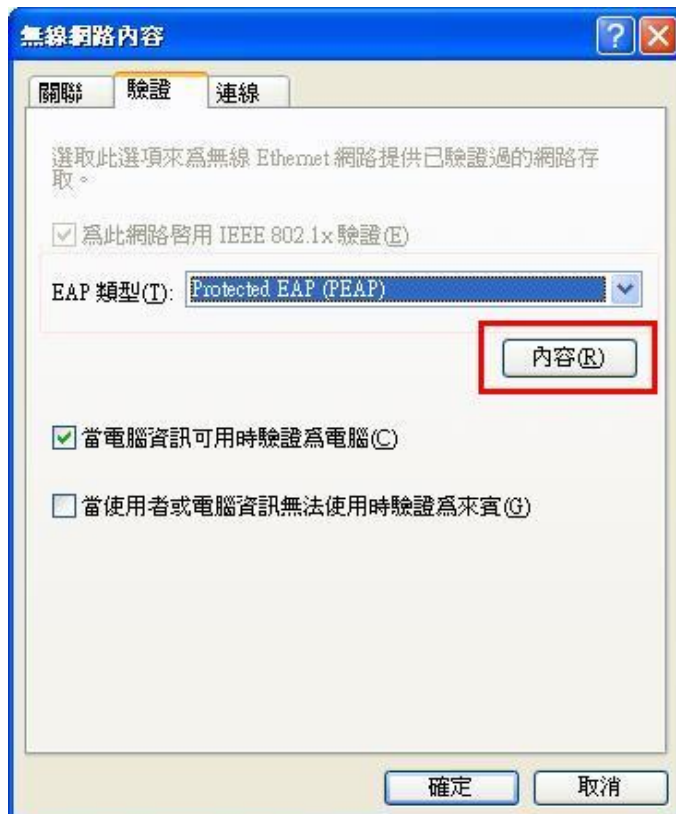 無線網路內容
關聯 驗證 連線
選取此選項來為無線 Ethernet 網路提供已驗證過的網路存
取。
為此網路啓用 IEEE 802.1x 驗證(E)
EAP 類型(T): Protected EAP (PEAP)
內容(R)
當電腦資訊可用時驗證為電腦(C)
當使用者或電腦資訊無法使用時驗證為來賓(G)
確定 取消